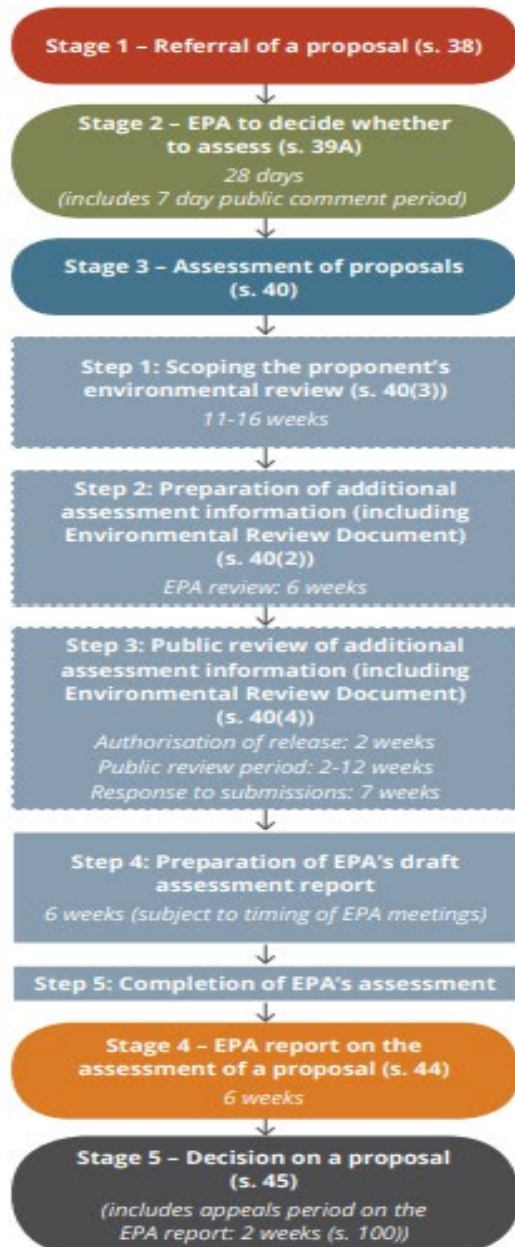 Stage 1 – Referral of a proposal (s. 38)
Stage 2 – EPA to decide whether
to assess (s. 39A)
28 days
(includes 7 day public comment period)
Stage 3 – Assessment of proposals
(s. 40)
Step 1: Scoping the proponent's
environmental review (s. 40(3))
11-16 weeks
Step 2: Preparation of additional
assessment information (including
Environmental Review Document)
(s. 40(2))
EPA review: 6 weeks
Step 3: Public review of additional
assessment information (including
Environmental Review Document)
(s. 40(4))
Authorisation of release: 2 weeks
Public review period: 2-12 weeks
Response to submissions: 7 weeks
Step 4: Preparation of EPA's draft
assessment report
6 weeks (subject to timing of EPA meetings)
Step 5: Completion of EPA's assessment
Stage 4 – EPA report on the
assessment of a proposal (s. 44)
6 weeks
Stage 5 – Decision on a proposal
(s. 45)
(includes appeals period on the
EPA report: 2 weeks (s. 100))